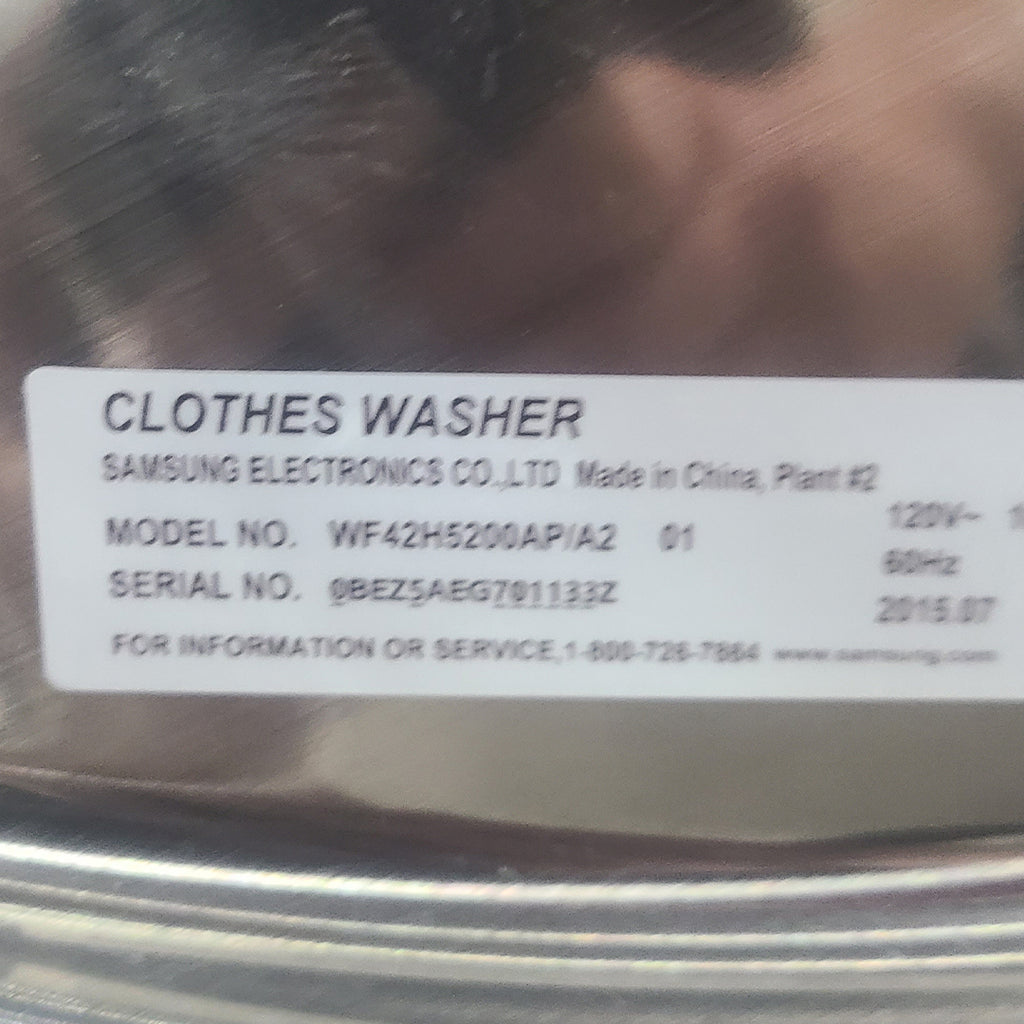 CLOTHES WASHER
SAMSUNG ELECTRONICS CO.,LTD Made in China, Plant #2
MODEL NO. WF42H5200AP/A2 01
120V~
60Hz
SERIAL NO. 0BEZ5AEG701133Z
2015.07
FOR INFORMATION OR SERVICE,1-800-726-7864 www.samsung.com